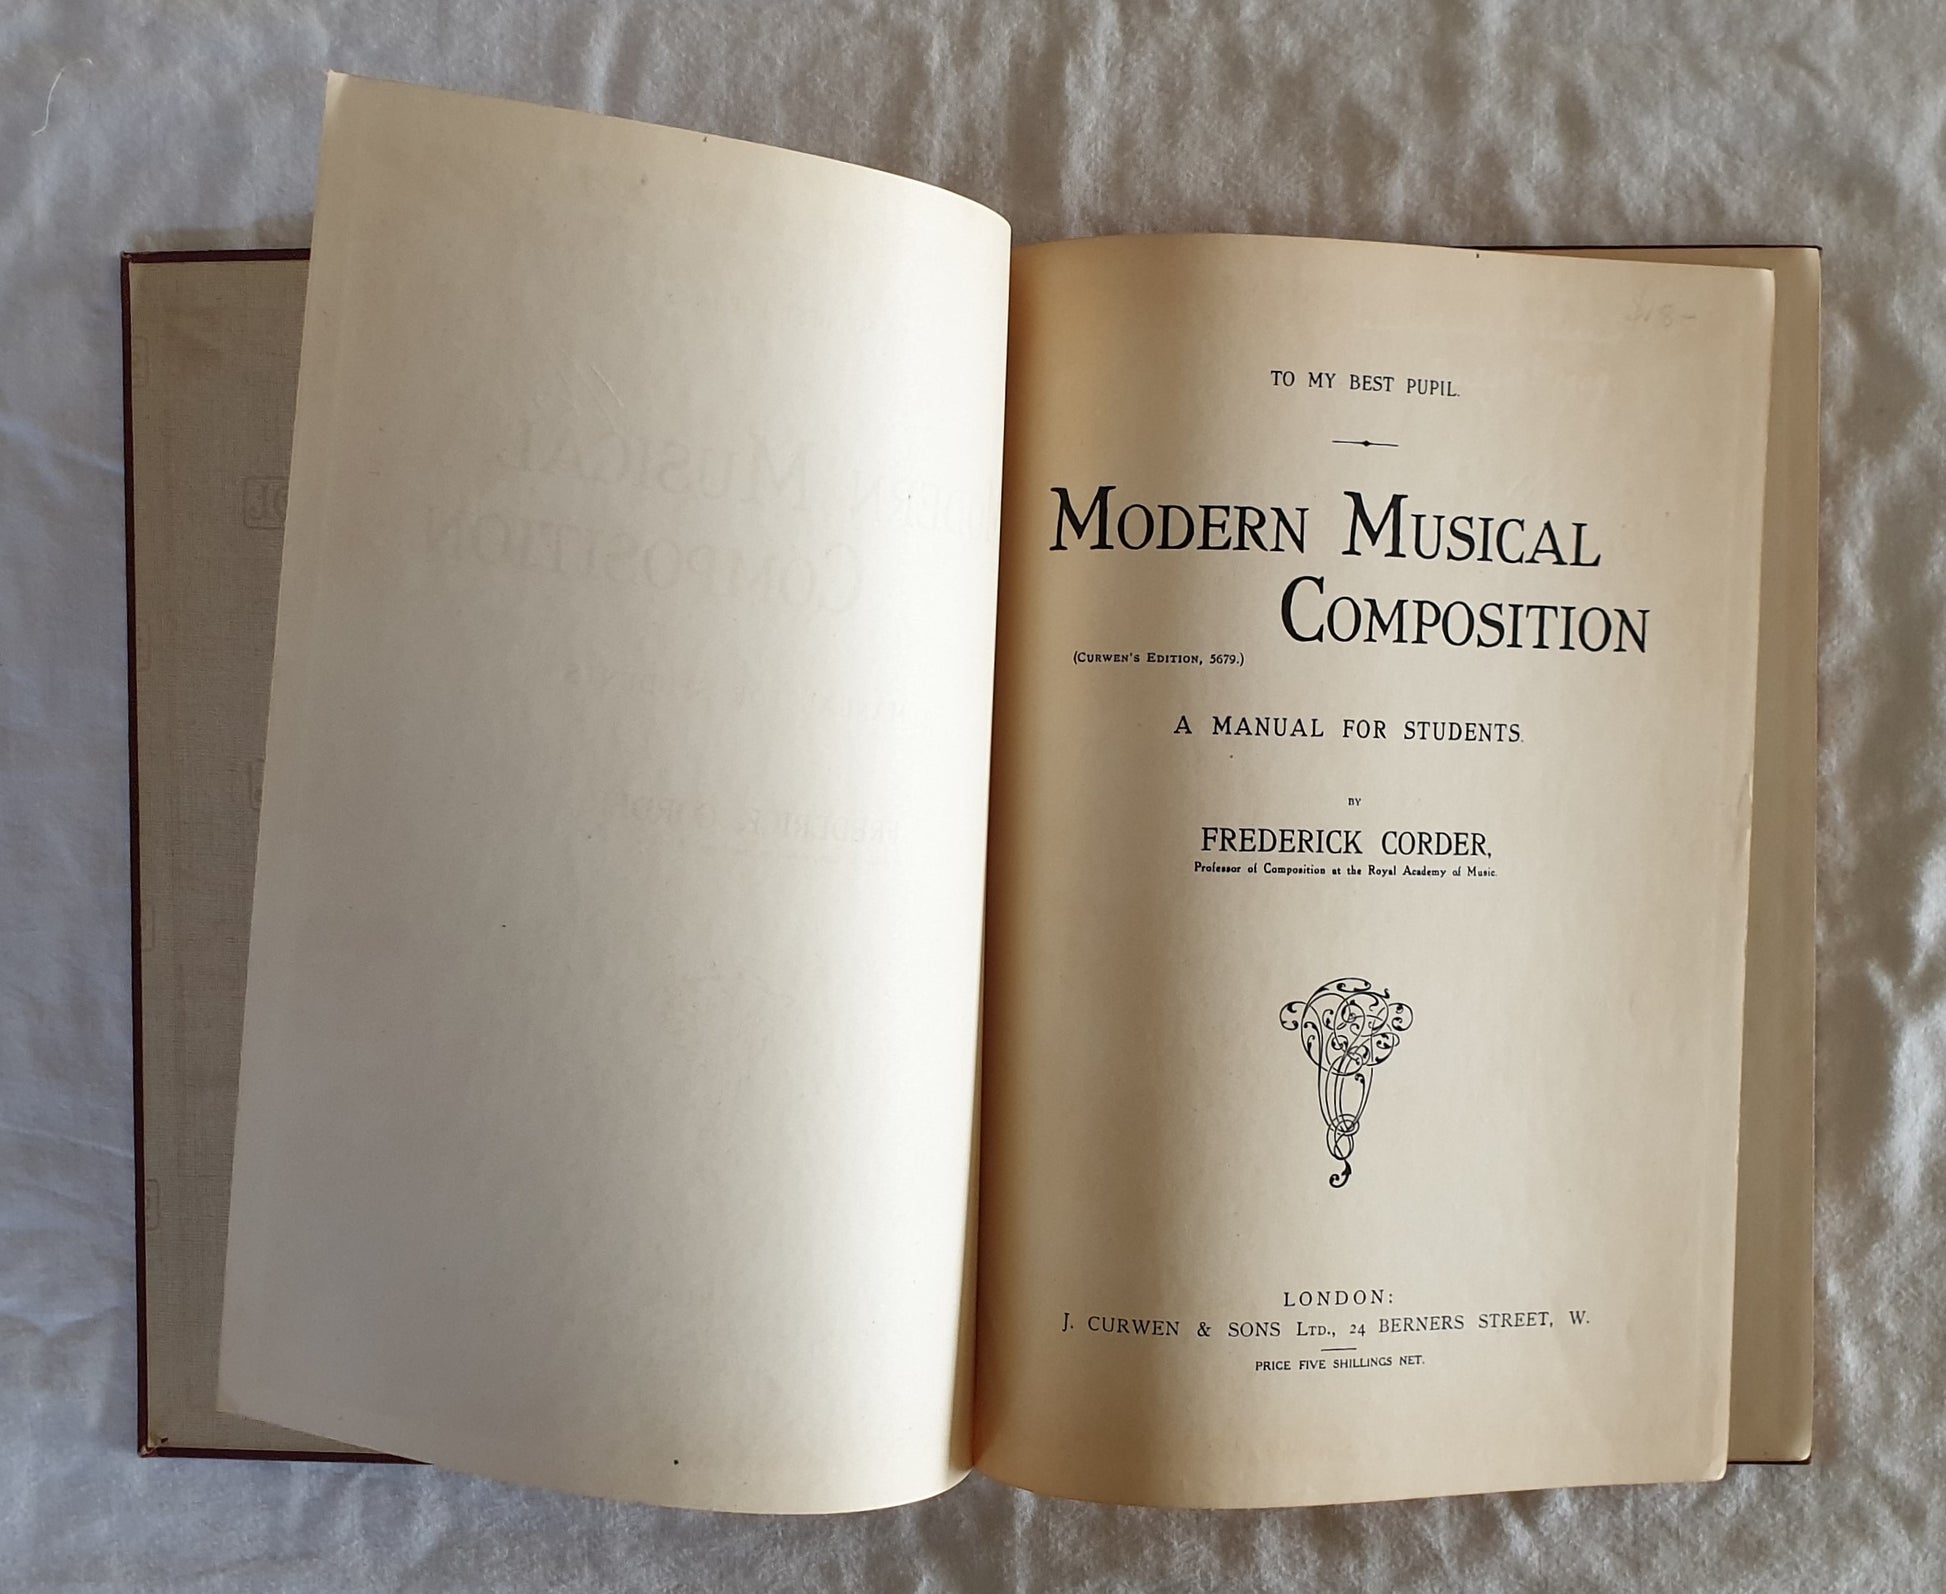 TO MY BEST PUPIL.
MODERN MUSICAL
COMPOSITION
(CURWEN'S EDITION, 5679.)
A MANUAL FOR STUDENTS.
BY
FREDERICK CORDER,
Professor of Composition at the Royal Academy of Music.
LONDON:
J. CURWEN & SONS LTD., 24 BERNERS STREET, W.
PRICE FIVE SHILLINGS NET.